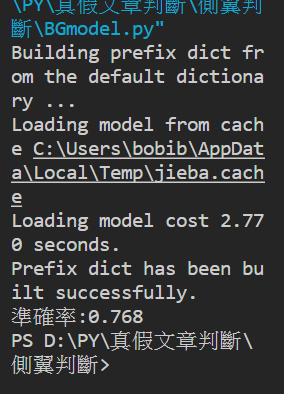 \PY\真假文章判斷\側翼判
斷\BGmodel.py"
Building prefix dict fr
om the default dictiona
ry ...
Loading model from cach
e C:\Users\bobib\AppDat
a\Local\Temp\jieba.cach
e
Loading model cost 2.77
0 seconds.
Prefix dict has been bu
ilt successfully.
準確率:0.768
PS D:\PY\真假文章判斷\
側翼判斷>